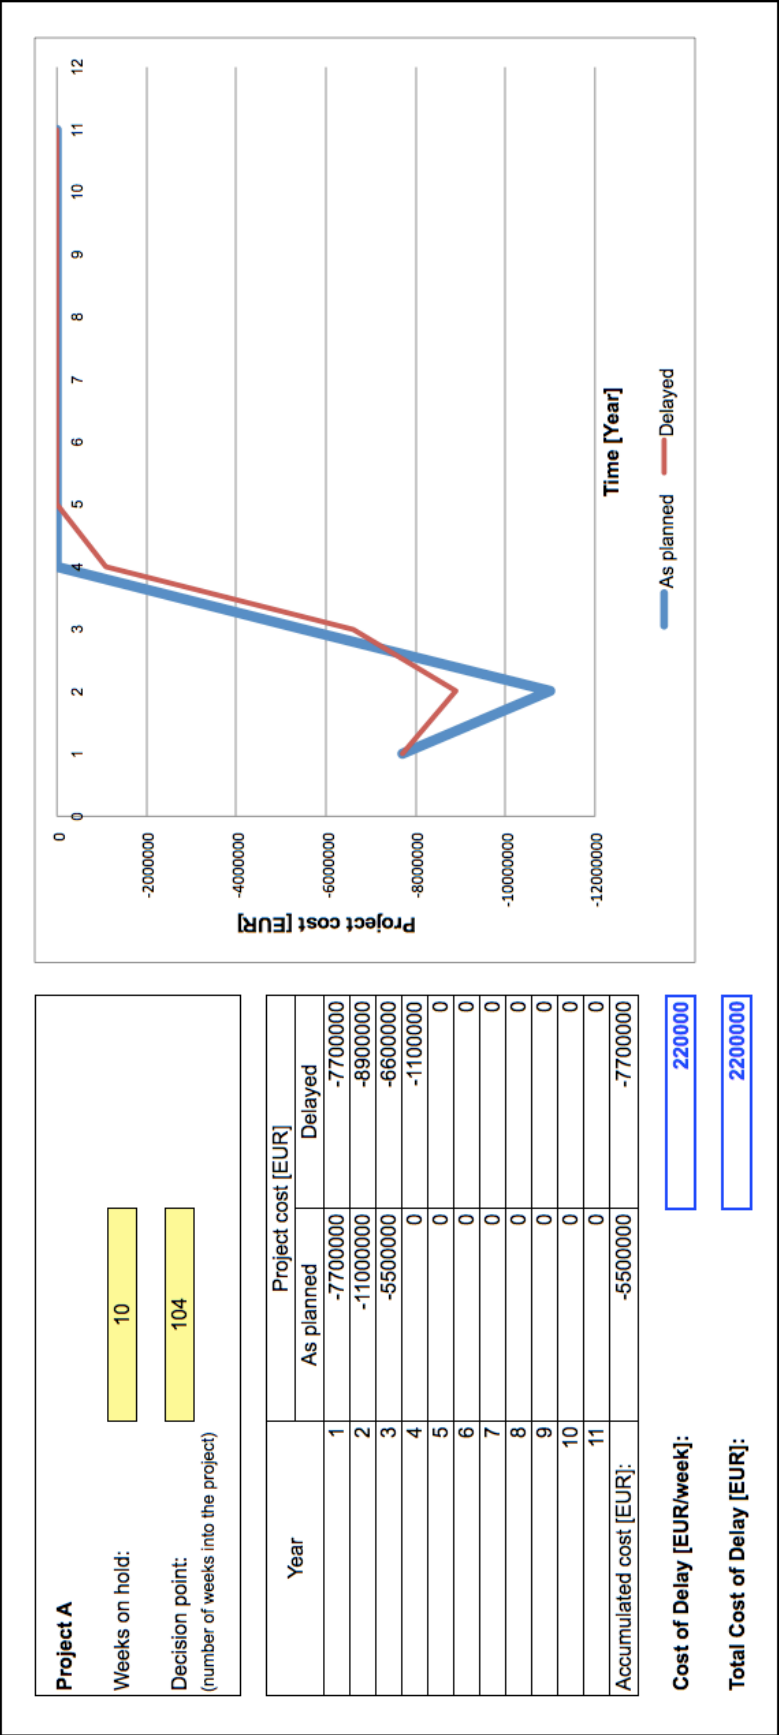 Project A
Weeks on hold: 10
Decision point: 104
(number of weeks into the project)
Year Project cost [EUR]
As planned Delayed
1 -7700000 -7700000
2 -11000000 -8900000
3 -5500000 -6600000
4 0 -1100000
5 0 0
6 0 0
7 0 0
8 0 0
9 0 0
10 0 0
11 0 0
Accumulated cost [EUR]: -5500000 -7700000
Cost of Delay [EUR/week]: 220000
Total Cost of Delay [EUR]: 2200000
Project cost [EUR]
0
-2000000
-4000000
-6000000
-8000000
-10000000
-12000000
0 1 2 3 4 5 6 7 8 9 10 11 12
Time [Year]
As planned Delayed